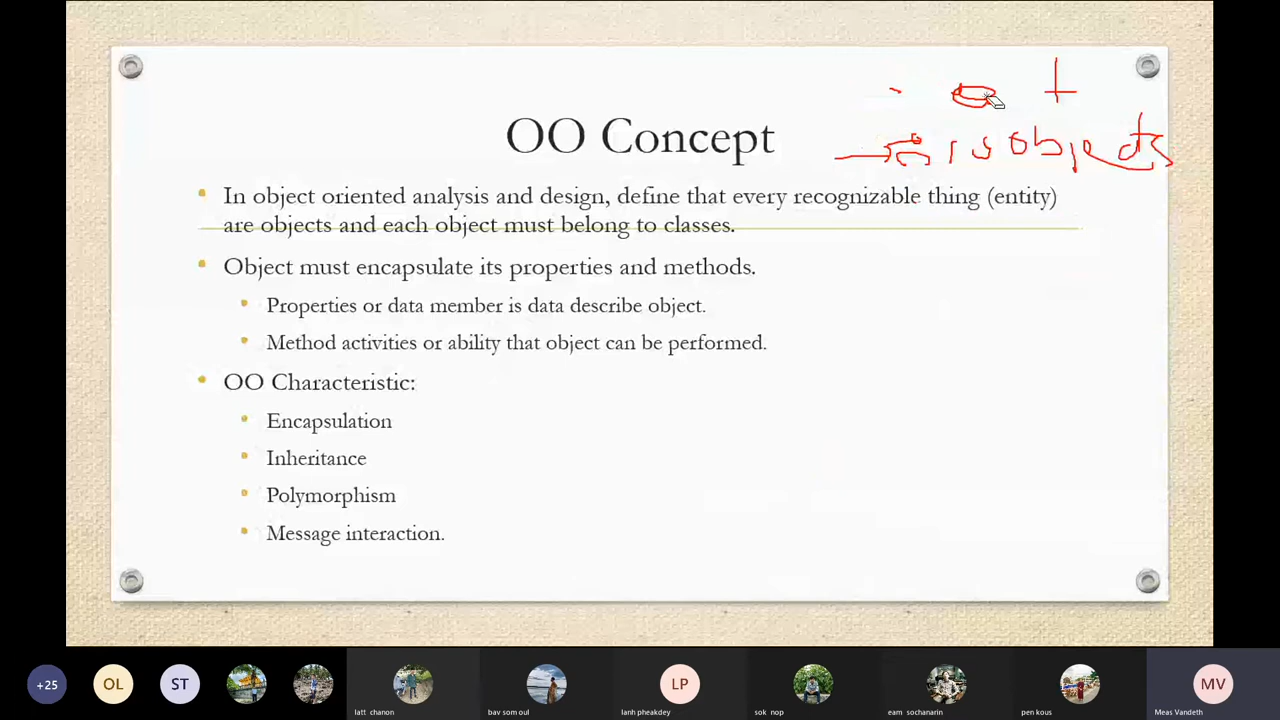 OO Concept
is objects
In object oriented analysis and design, define that every recognizable thing (entity)
are objects and each object must belong to classes.
Object must encapsulate its properties and methods.
Properties or data member is data describe object.
Method activities or ability that object can be performed.
OO Characteristic:
Encapsulation
Inheritance
Polymorphism
Message interaction.
+25
OL
ST
LP
MV
latt chanon
bav som oul
lanh pheakdey
sok nop
eam sochanarin
pen kous
Meas Vandeth